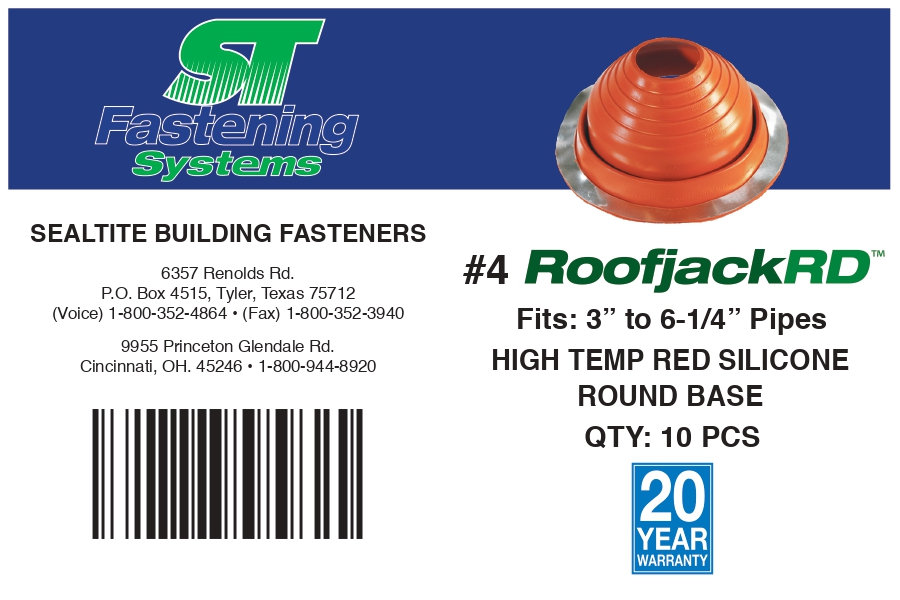 ST
Fastening
Systems
SEALTITE BUILDING FASTENERS
6357 Renolds Rd.
P.O. Box 4515, Tyler, Texas 75712
(Voice) 1-800-352-4864 • (Fax) 1-800-352-3940
9955 Princeton Glendale Rd.
Cincinnati, OH. 45246 • 1-800-944-8920
#4 RoofjackRD™
Fits: 3” to 6-1/4” Pipes
HIGH TEMP RED SILICONE
ROUND BASE
QTY: 10 PCS
20
YEAR
WARRANTY